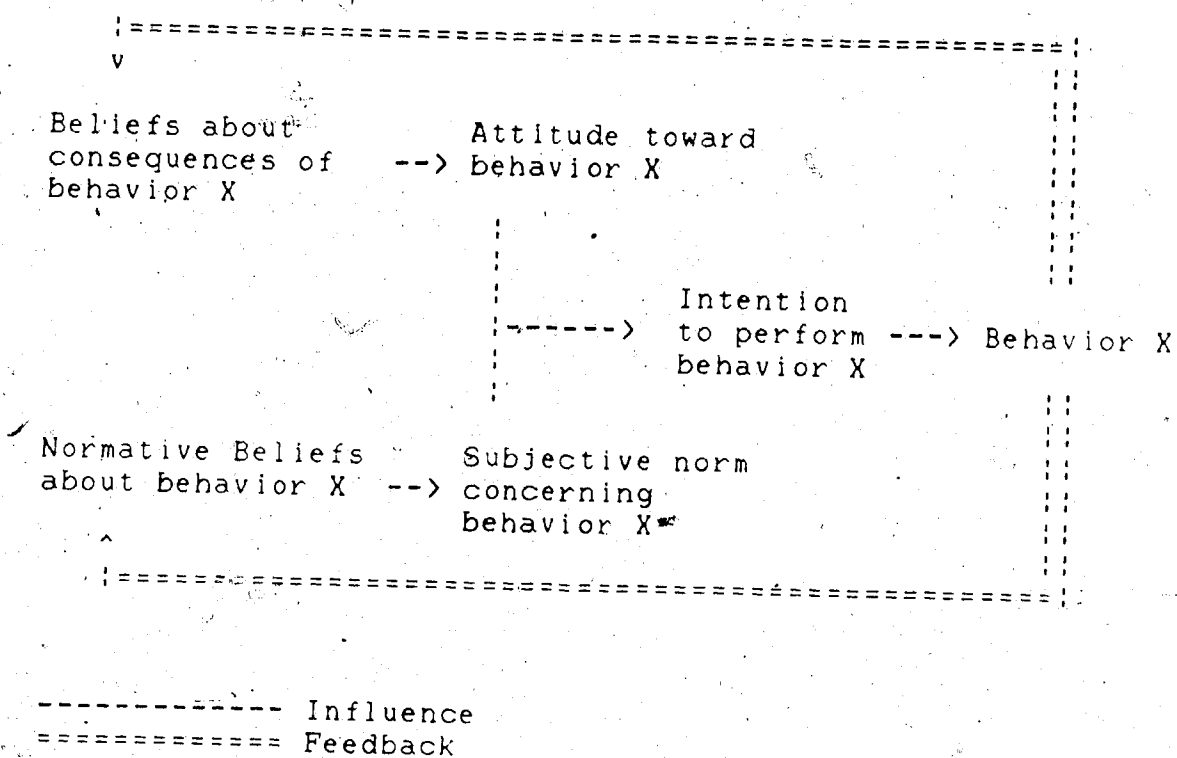 Beliefs about
consequences of -->
behavior X
Attitude toward
behavior X
Intention
to perform --->
behavior X
Behavior X
Normative Beliefs
about behavior X -->
Subjective norm
concerning
behavior X
------------- Influence
============= Feedback